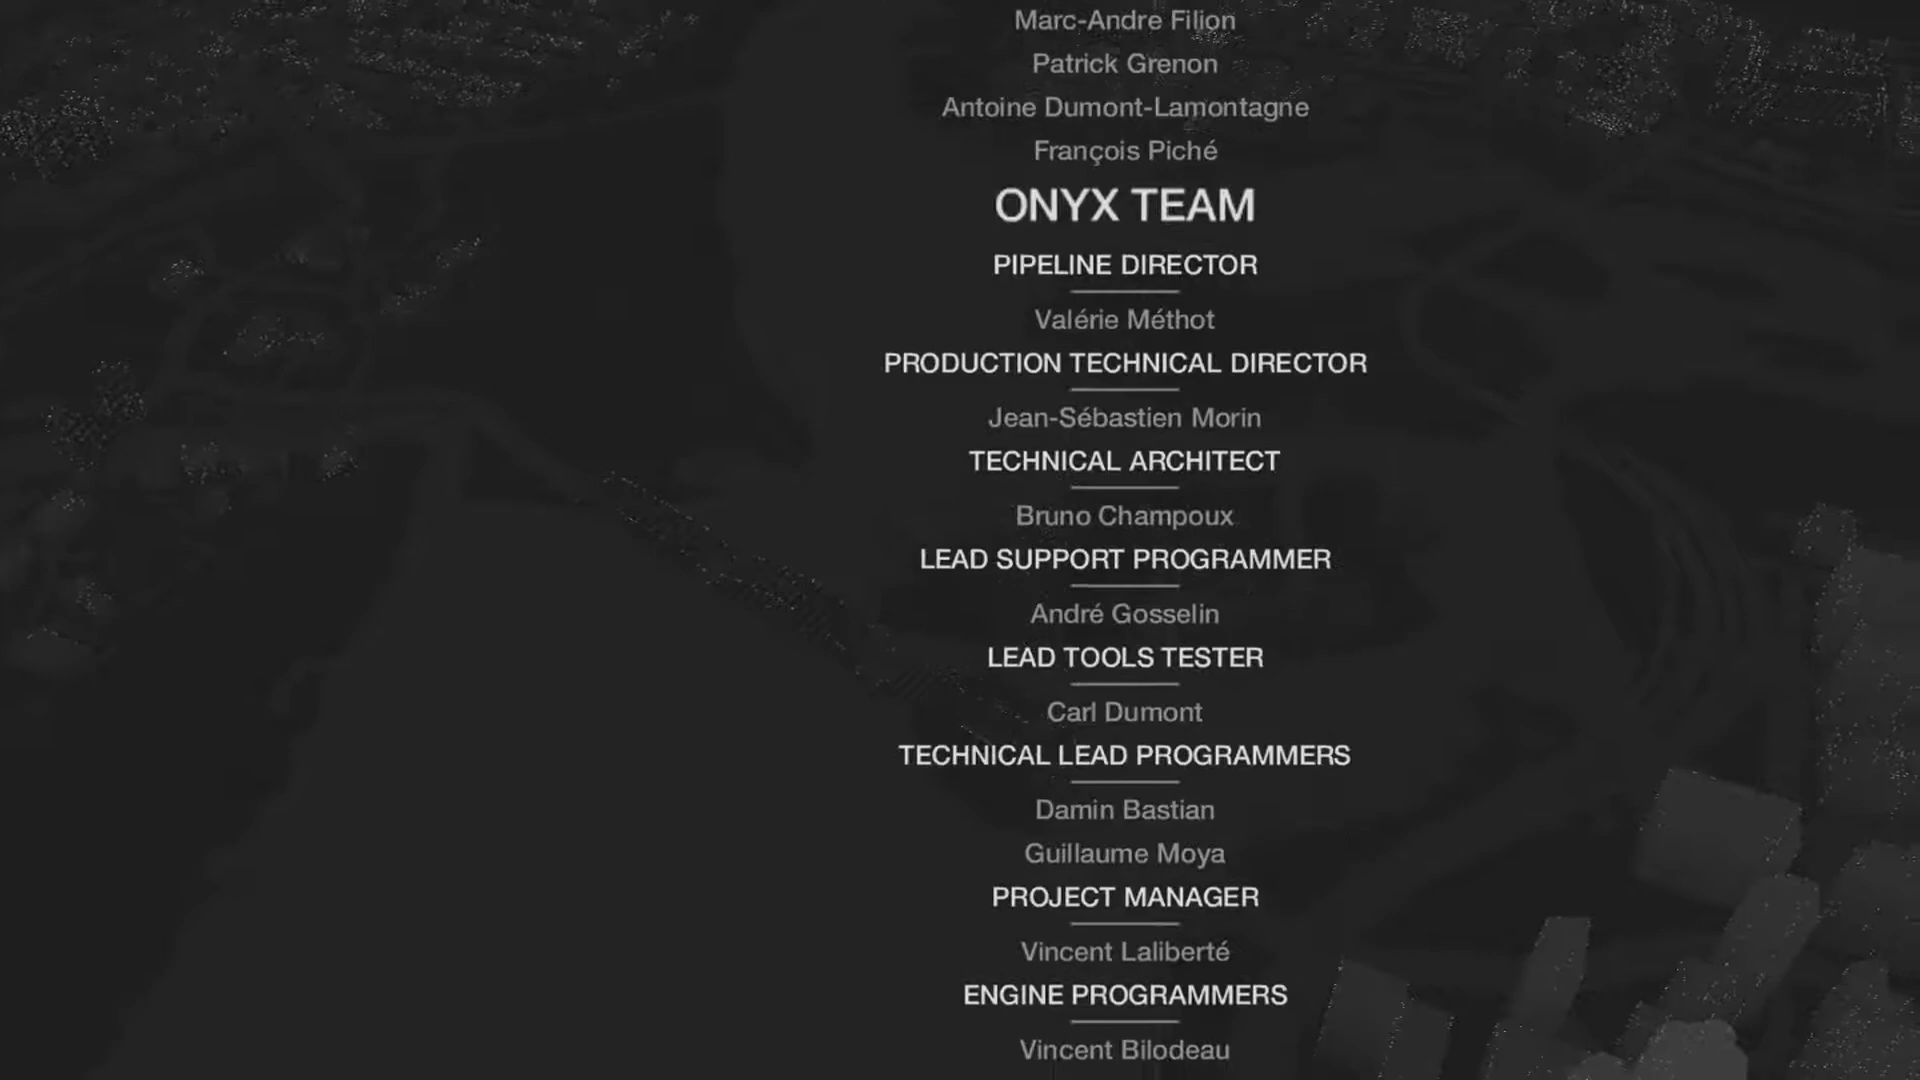 Marc-Andre Filion
Patrick Grenon
Antoine Dumont-Lamontagne
François Piché
ONYX TEAM
PIPELINE DIRECTOR
Valérie Méthot
PRODUCTION TECHNICAL DIRECTOR
Jean-Sébastien Morin
TECHNICAL ARCHITECT
Bruno Champoux
LEAD SUPPORT PROGRAMMER
André Gosselin
LEAD TOOLS TESTER
Carl Dumont
TECHNICAL LEAD PROGRAMMERS
Damin Bastian
Guillaume Moya
PROJECT MANAGER
Vincent Laliberté
ENGINE PROGRAMMERS
Vincent Bilodeau